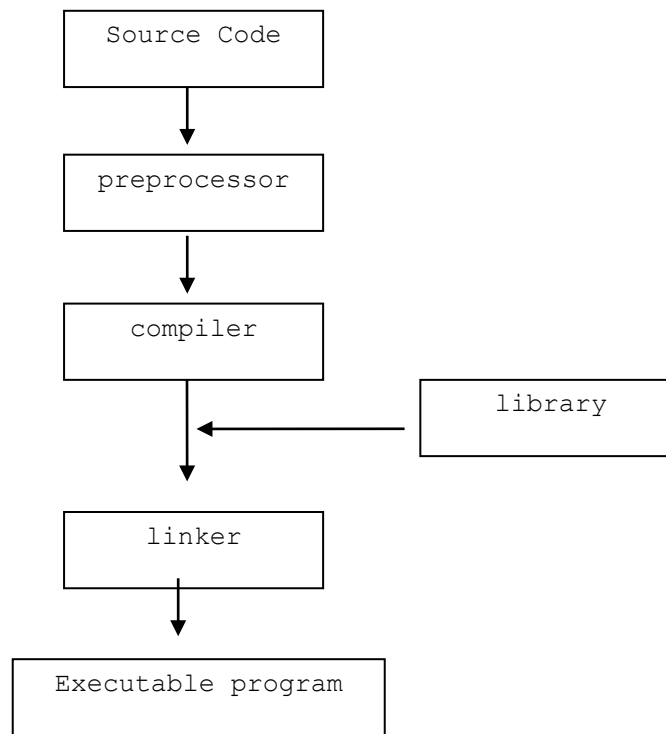 Source Code
preprocessor
compiler
library
linker
Executable program